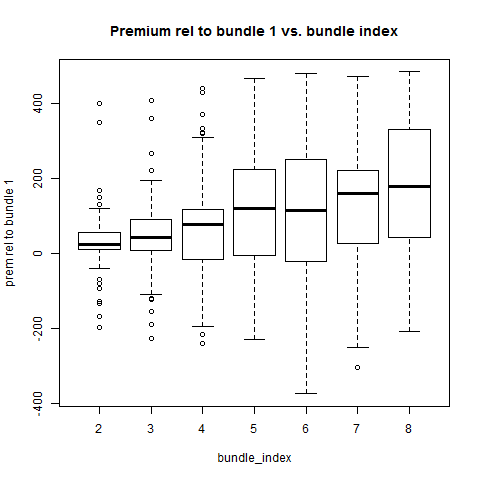 Premium rel to bundle 1 vs. bundle index
prem rel to bundle 1
400
200
0
-200
-400
2 3 4 5 6 7 8
bundle_index